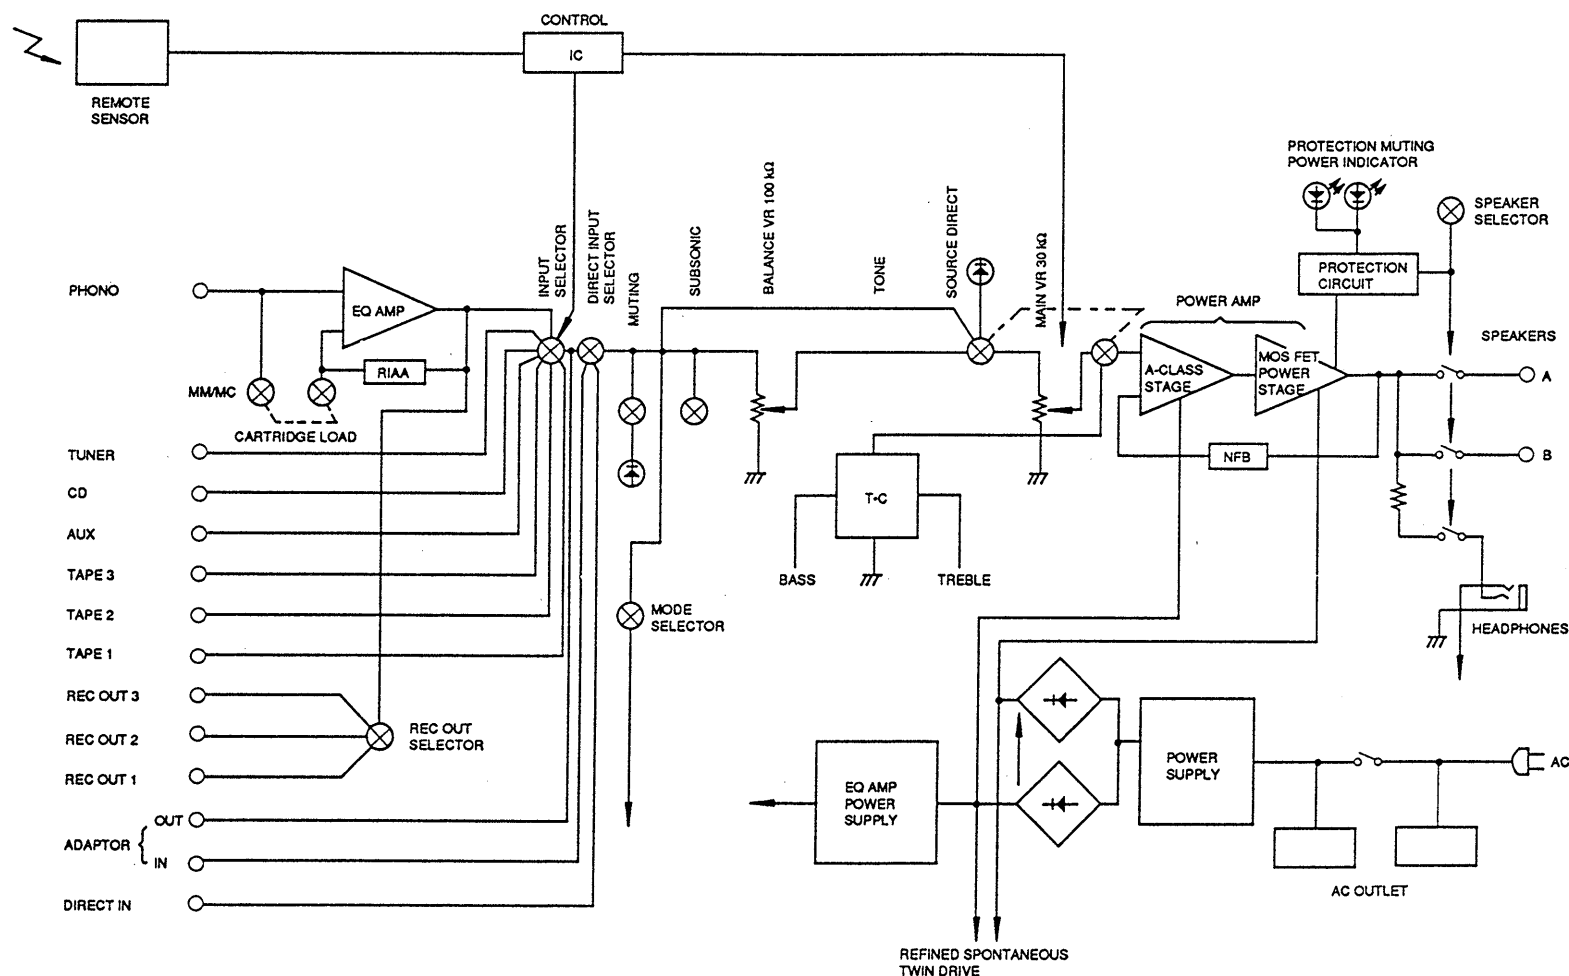 CONTROL
IC
REMOTE
SENSOR
PROTECTION MUTING
POWER INDICATOR
SPEAKER
SELECTOR
PHONO
EQ AMP
INPUT
SELECTOR
DIRECT INPUT
SELECTOR
MUTING
SUBSONIC
BALANCE VR 100 kΩ
TONE
SOURCE DIRECT
MAIN VR 30 kΩ
POWER AMP
PROTECTION
CIRCUIT
SPEAKERS
RIAA
MM/MC
CARTRIDGE LOAD
A-CLASS
STAGE
MOS FET
POWER
STAGE
A
NFB
B
TUNER
CD
AUX
TAPE 3
TAPE 2
TAPE 1
T•C
BASS
TREBLE
MODE
SELECTOR
HEADPHONES
REC OUT 3
REC OUT 2
REC OUT 1
REC OUT
SELECTOR
EQ AMP
POWER
SUPPLY
POWER
SUPPLY
AC
ADAPTOR
OUT
IN
DIRECT IN
AC OUTLET
REFINED SPONTANEOUS
TWIN DRIVE